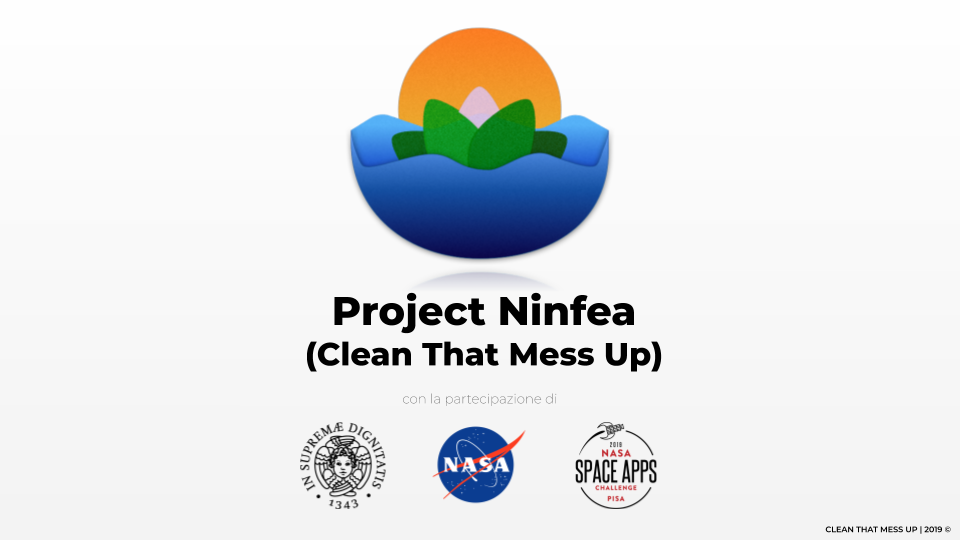 Project Ninfea
(Clean That Mess Up)
con la partecipazione di
IN SUPREMÆ DIGNITATIS
• 1343 •
NASA
2019
NASA
SPACE APPS
CHALLENGE
PISA
CLEAN THAT MESS UP | 2019 ©